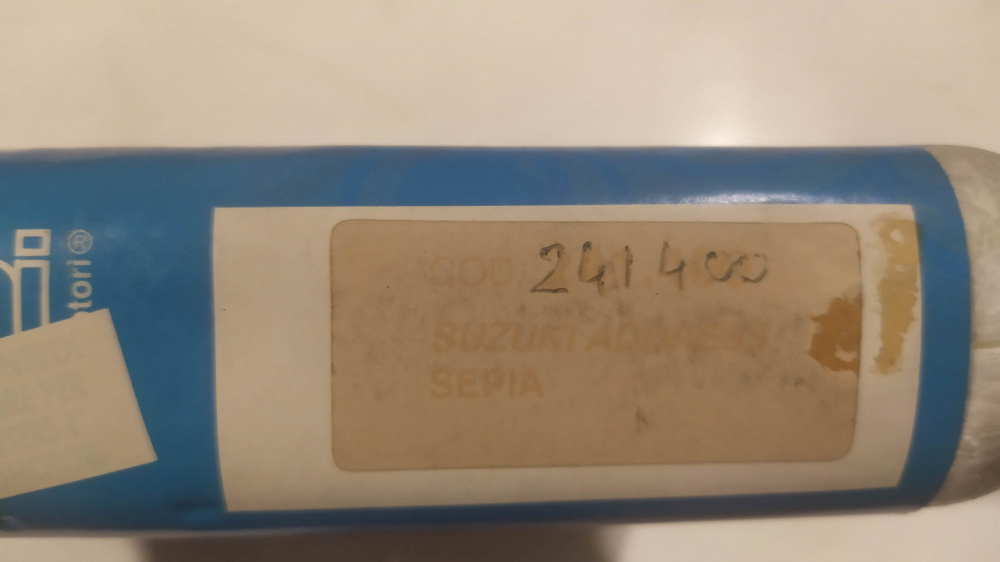 COD 241400
SUZUKI ADDRESS
SEPIA
tori®